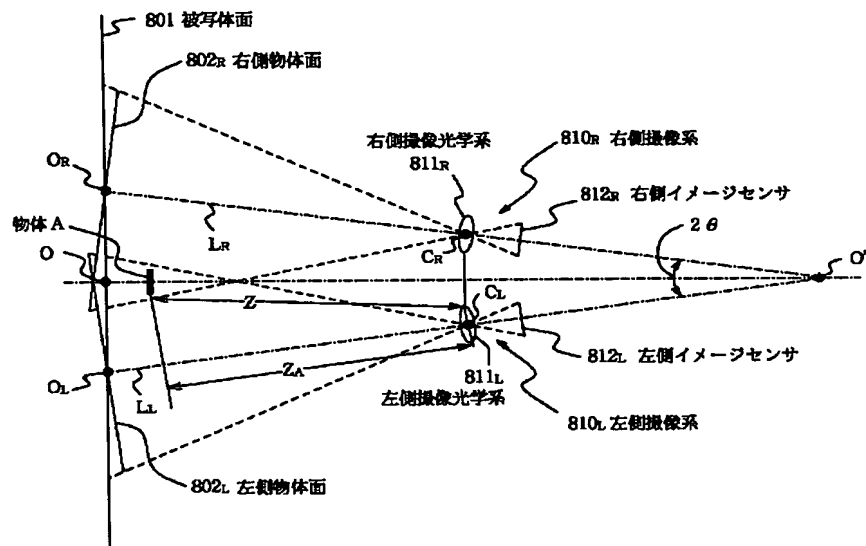 801 被写体面
802R 右側物体面
右側撮像光学系
811R
810R 右側撮像系
812R 右側イメージセンサ
OR
物体A
LR
CR
2θ
O
O'
Z
CL
812L 左側イメージセンサ
ZA
OL
LL
811L
左側撮像光学系
810L 左側撮像系
802L 左側物体面